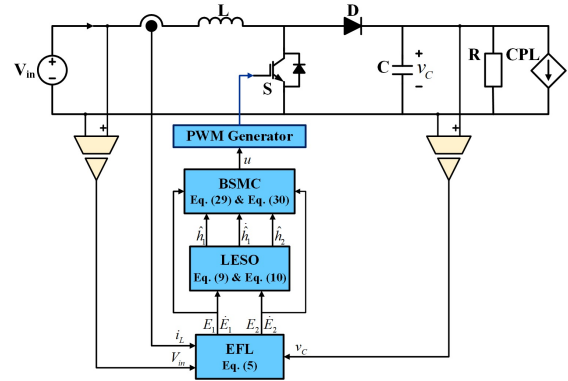 L
D
V_in
+
−
S
C
+
v_C
−
R
CPL
+
+
PWM Generator
u
BSMC
Eq. (29) & Eq. (30)
ĥ_1 ĥ̇_1 ĥ_2
LESO
Eq. (9) & Eq. (10)
E_1 Ė_1 E_2 Ė_2
i_L
V_in
EFL
Eq. (5)
v_C